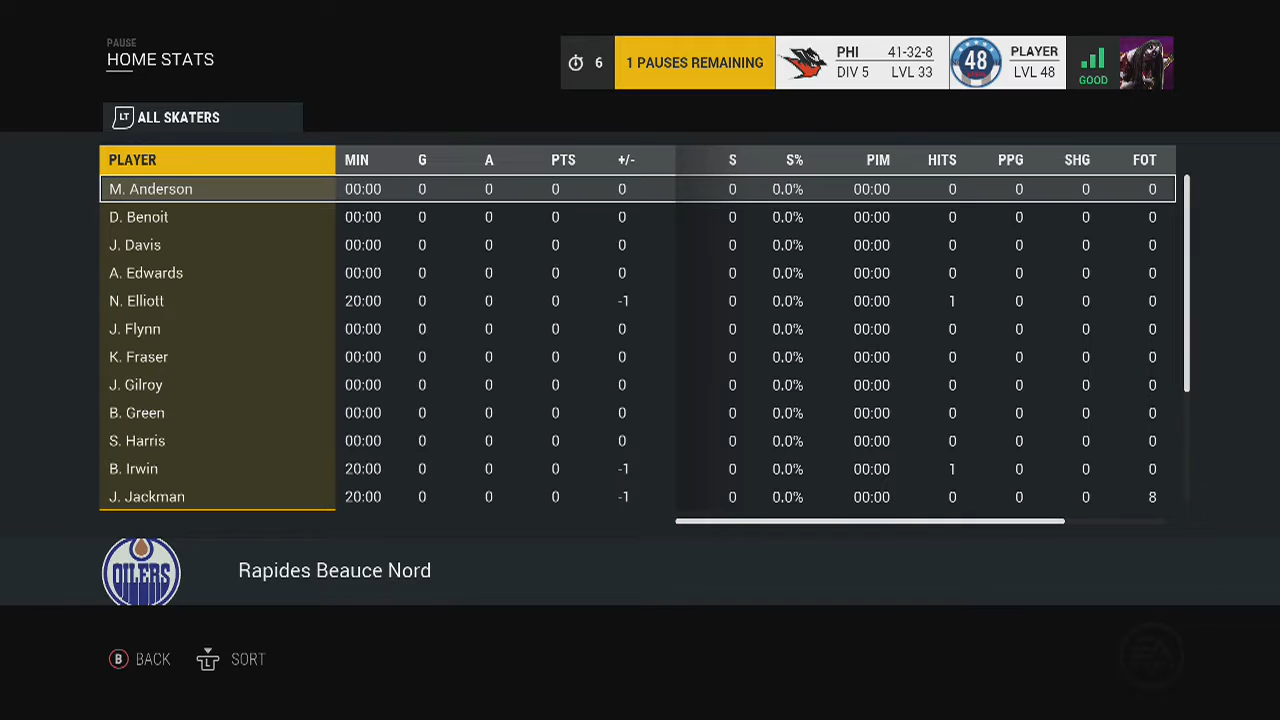 PAUSE
HOME STATS
6 1 PAUSES REMAINING PHI 41-32-8 DIV 5 LVL 33 48 PLAYER LVL 48 GOOD
LT ALL SKATERS
PLAYER MIN G A PTS +/- S S% PIM HITS PPG SHG FOT
M. Anderson 00:00 0 0 0 0 0 0.0% 00:00 0 0 0 0
D. Benoit 00:00 0 0 0 0 0 0.0% 00:00 0 0 0 0
J. Davis 00:00 0 0 0 0 0 0.0% 00:00 0 0 0 0
A. Edwards 00:00 0 0 0 0 0 0.0% 00:00 0 0 0 0
N. Elliott 20:00 0 0 0 -1 0 0.0% 00:00 1 0 0 0
J. Flynn 00:00 0 0 0 0 0 0.0% 00:00 0 0 0 0
K. Fraser 00:00 0 0 0 0 0 0.0% 00:00 0 0 0 0
J. Gilroy 00:00 0 0 0 0 0 0.0% 00:00 0 0 0 0
B. Green 00:00 0 0 0 0 0 0.0% 00:00 0 0 0 0
S. Harris 00:00 0 0 0 0 0 0.0% 00:00 0 0 0 0
B. Irwin 20:00 0 0 0 -1 0 0.0% 00:00 1 0 0 0
J. Jackman 20:00 0 0 0 -1 0 0.0% 00:00 0 0 0 8
OILERS Rapides Beauce Nord
B BACK L SORT
EA